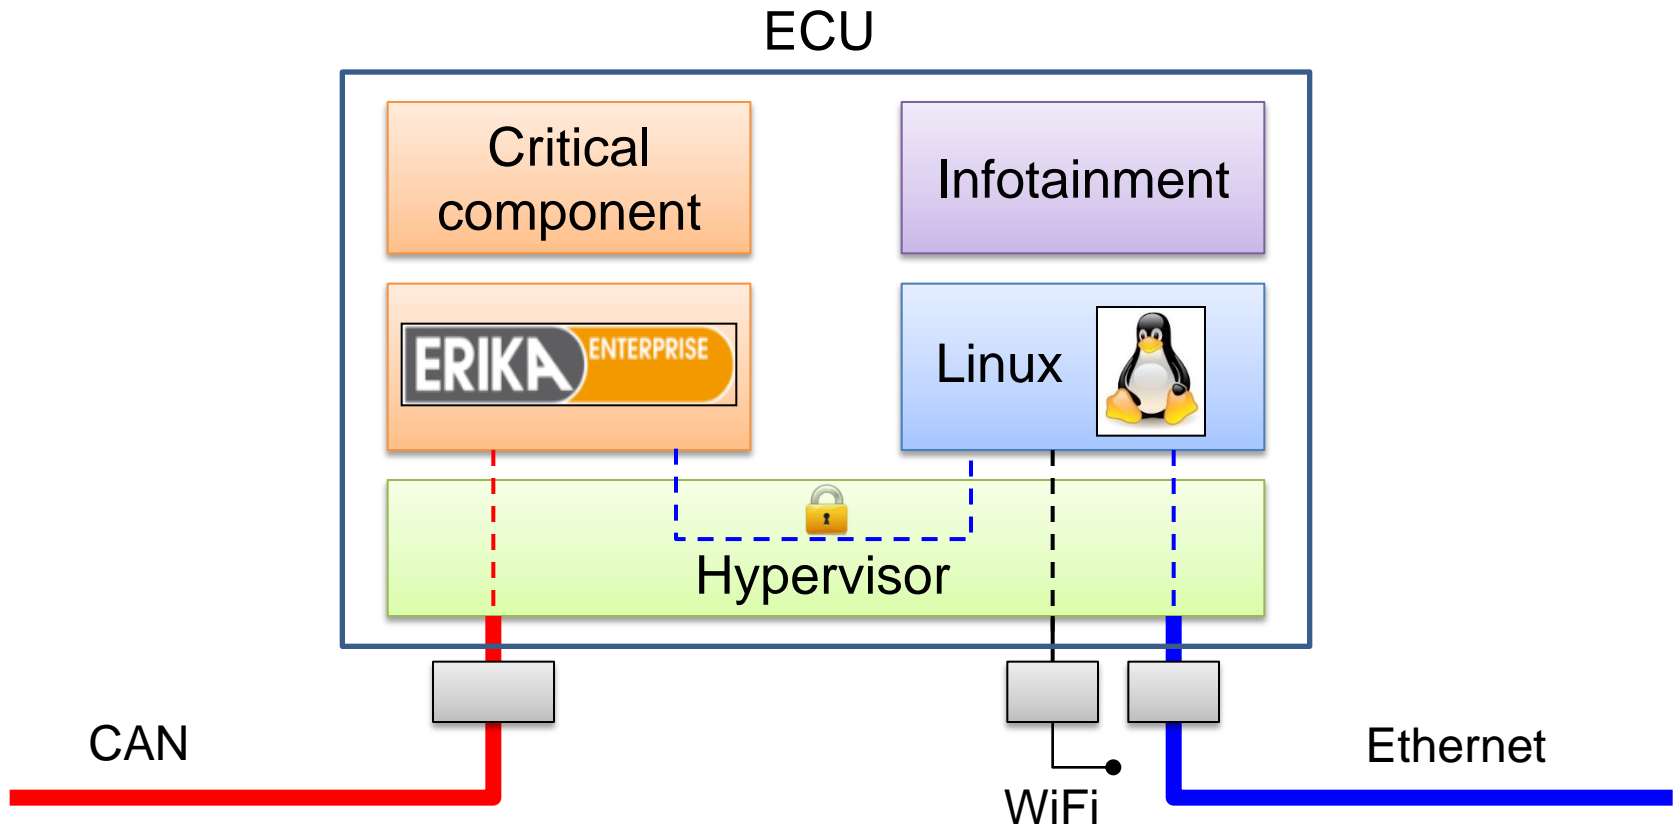 ECU
Critical
component
Infotainment
ERIKA ENTERPRISE
Linux
Hypervisor
CAN
WiFi
Ethernet